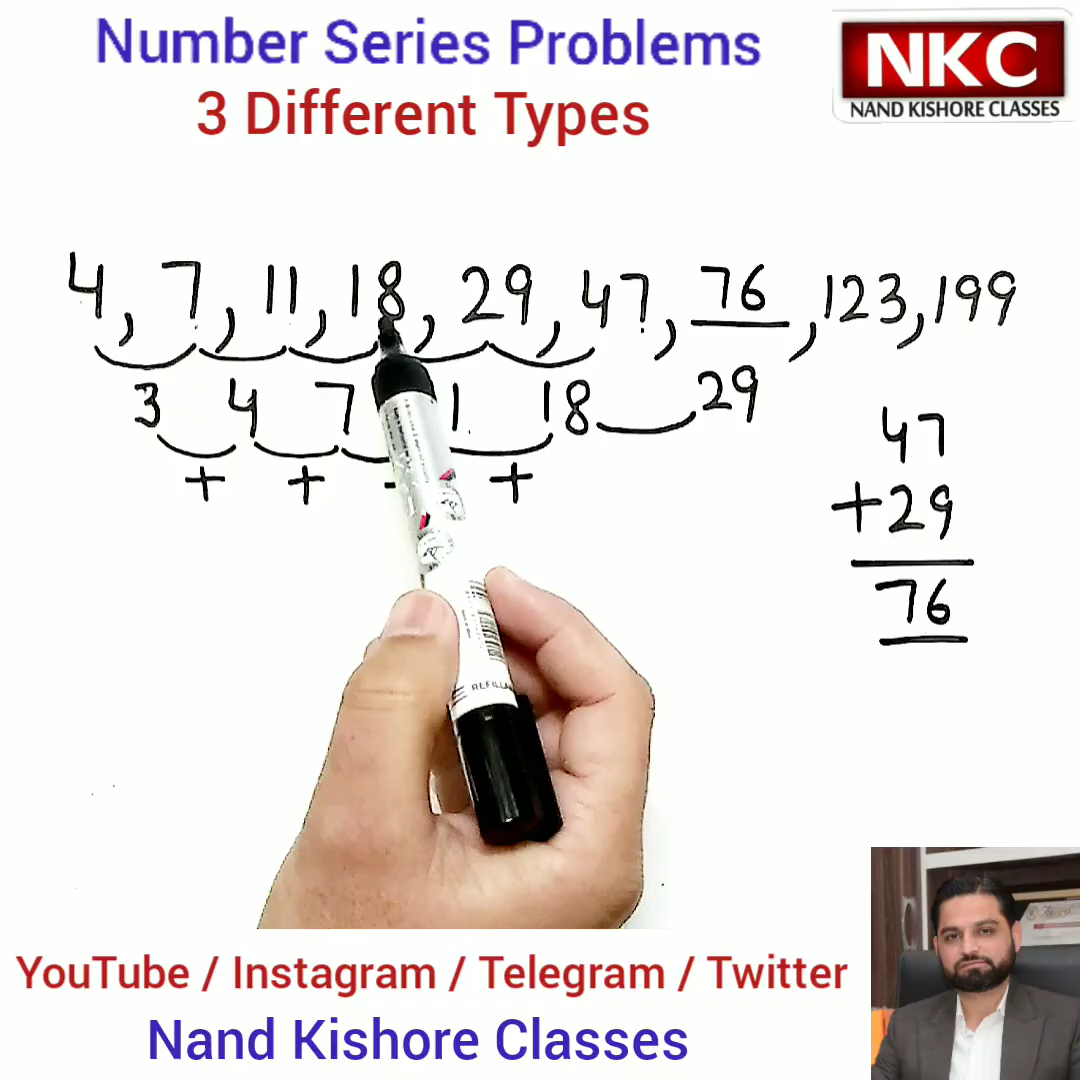 Number Series Problems
3 Different Types
NKC
NAND KISHORE CLASSES
4, 7, 11, 18, 29, 47, 76, 123, 199
3 4 7 1 18 29
+ + - +
47
+29
76
YouTube / Instagram / Telegram / Twitter
Nand Kishore Classes